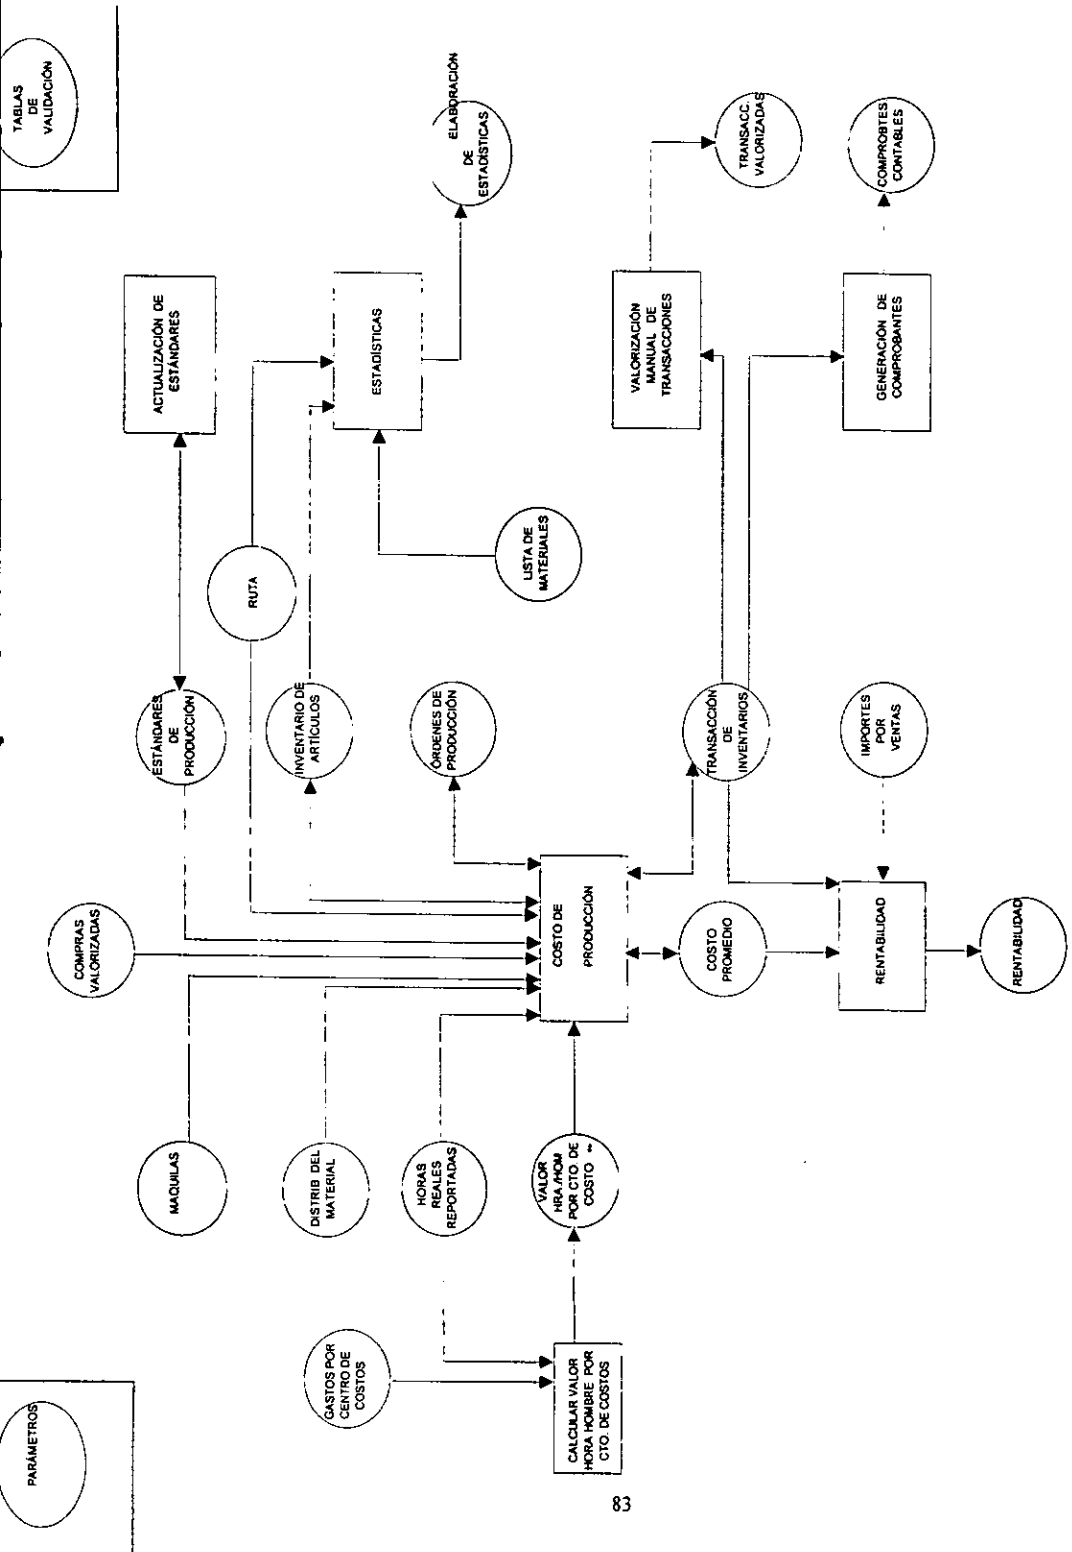 PARÁMETROS
TABLAS
DE
VALIDACIÓN
COMPRAS
VALORIZADAS
MAQUILAS
ESTÁNDARES
DE
PRODUCCIÓN
ACTUALIZACIÓN DE
ESTÁNDARES
RUTA
GASTOS POR
CENTRO DE
COSTOS
DISTRIB DEL
MATERIAL
INVENTARIO DE
ARTÍCULOS
ESTADÍSTICAS
ELABORACIÓN
DE
ESTADÍSTICAS
HORAS
REALES
REPORTADAS
ÓRDENES DE
PRODUCCIÓN
LISTA DE
MATERIALES
CALCULAR VALOR
HORA HOMBRE POR
CTO. DE COSTOS
VALOR
HRA./HOM
POR CTO. DE
COSTO
COSTO DE
PRODUCCIÓN
COSTO
PROMEDIO
TRANSACCIÓN
DE
INVENTARIOS
VALORIZACIÓN
MANUAL DE
TRANSACCIONES
TRANSACC.
VALORIZADAS
RENTABILIDAD
IMPORTES
POR
VENTAS
GENERACIÓN DE
COMPROBANTES
COMPROBTES
CONTABLES
RENTABILIDAD
83